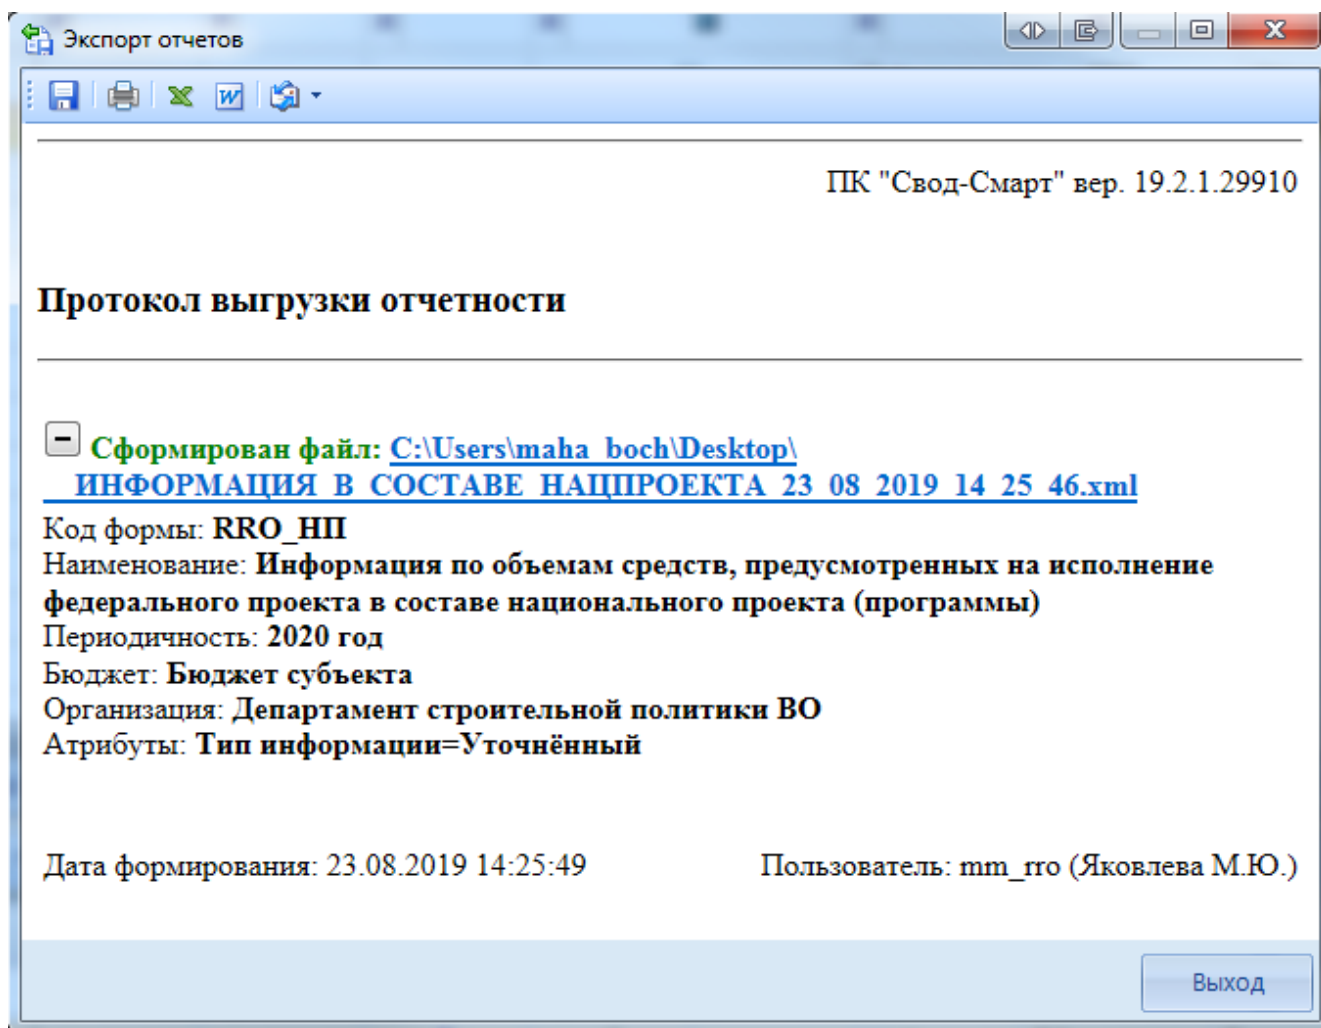 Экспорт отчетов
ПК "Свод-Смарт" вер. 19.2.1.29910
Протокол выгрузки отчетности
Сформирован файл: C:\Users\maha_boch\Desktop\
__ИНФОРМАЦИЯ_В_СОСТАВЕ_НАЦПРОЕКТА_23_08_2019_14_25_46.xml
Код формы: RRO_НП
Наименование: Информация по объемам средств, предусмотренных на исполнение
федерального проекта в составе национального проекта (программы)
Периодичность: 2020 год
Бюджет: Бюджет субъекта
Организация: Департамент строительной политики ВО
Атрибуты: Тип информации=Уточнённый
Дата формирования: 23.08.2019 14:25:49
Пользователь: mm_rro (Яковлева М.Ю.)
Выход